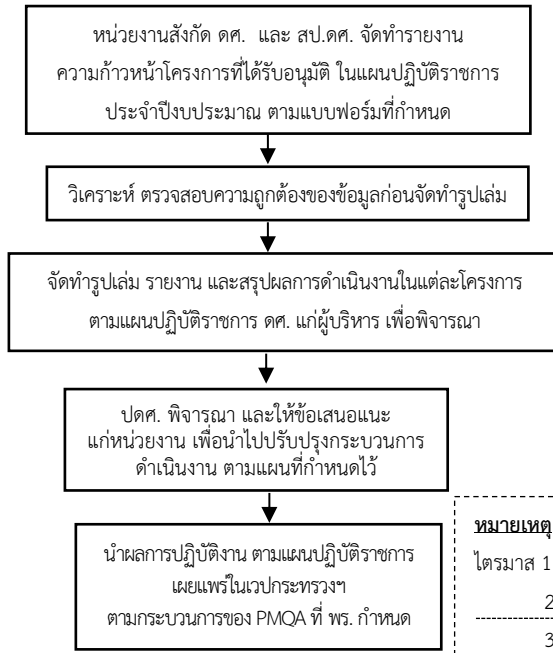 หน่วยงานสังกัด ดศ. และ สป.ดศ. จัดทำรายงาน
ความก้าวหน้าโครงการที่ได้รับอนุมัติ ในแผนปฏิบัติราชการ
ประจำปีงบประมาณ ตามแบบฟอร์มที่กำหนด
วิเคราะห์ ตรวจสอบความถูกต้องของข้อมูลก่อนจัดทำรูปเล่ม
จัดทำรูปเล่ม รายงาน และสรุปผลการดำเนินงานในแต่ละโครงการ
ตามแผนปฏิบัติราชการ ดศ. แก่ผู้บริหาร เพื่อพิจารณา
ปดศ. พิจารณา และให้ข้อเสนอแนะ
แก่หน่วยงาน เพื่อนำไปปรับปรุงกระบวนการ
ดำเนินงาน ตามแผนที่กำหนดไว้
นำผลการปฏิบัติงาน ตามแผนปฏิบัติราชการ
เผยแพร่ในเวปกระทรวงฯ
ตามกระบวนการของ PMQA ที่ พร. กำหนด
หมายเหตุ
ไตรมาส 1
2
3